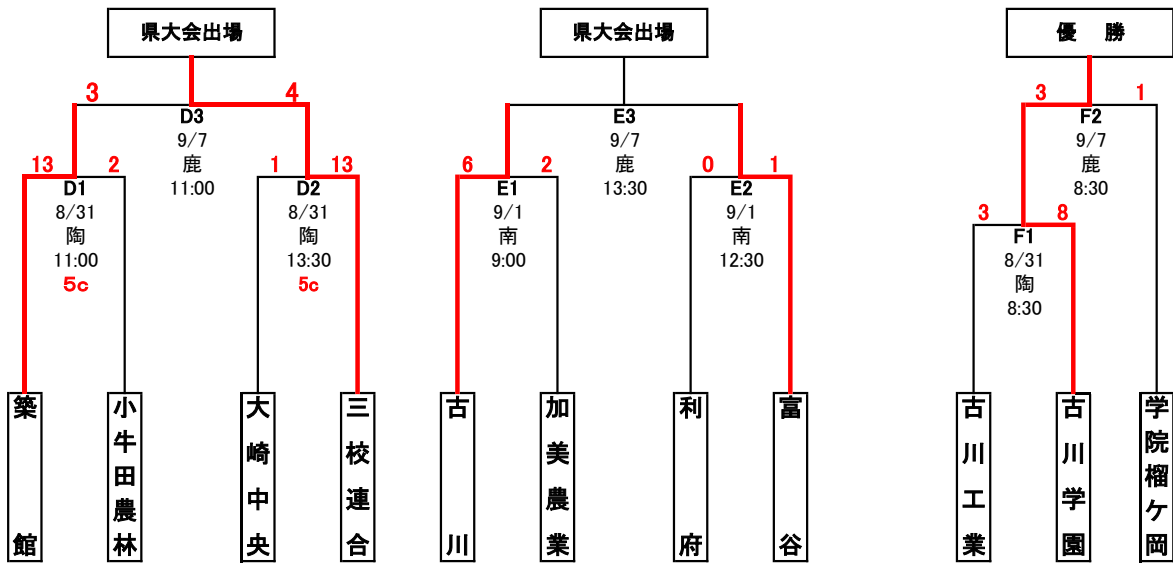 県大会出場
県大会出場
優 勝
3 4
D3
9/7
鹿
11:00
13 2
D1
8/31
陶
11:00
5c
1 13
D2
8/31
陶
13:30
5c
E3
9/7
鹿
13:30
6 2
E1
9/1
南
9:00
0 1
E2
9/1
南
12:30
3 1
F2
9/7
鹿
8:30
3 8
F1
8/31
陶
8:30
築館
小牛田農林
大崎中央
三校連合
古川
加美農業
利府
富谷
古川工業
古川学園
学院榴ケ岡